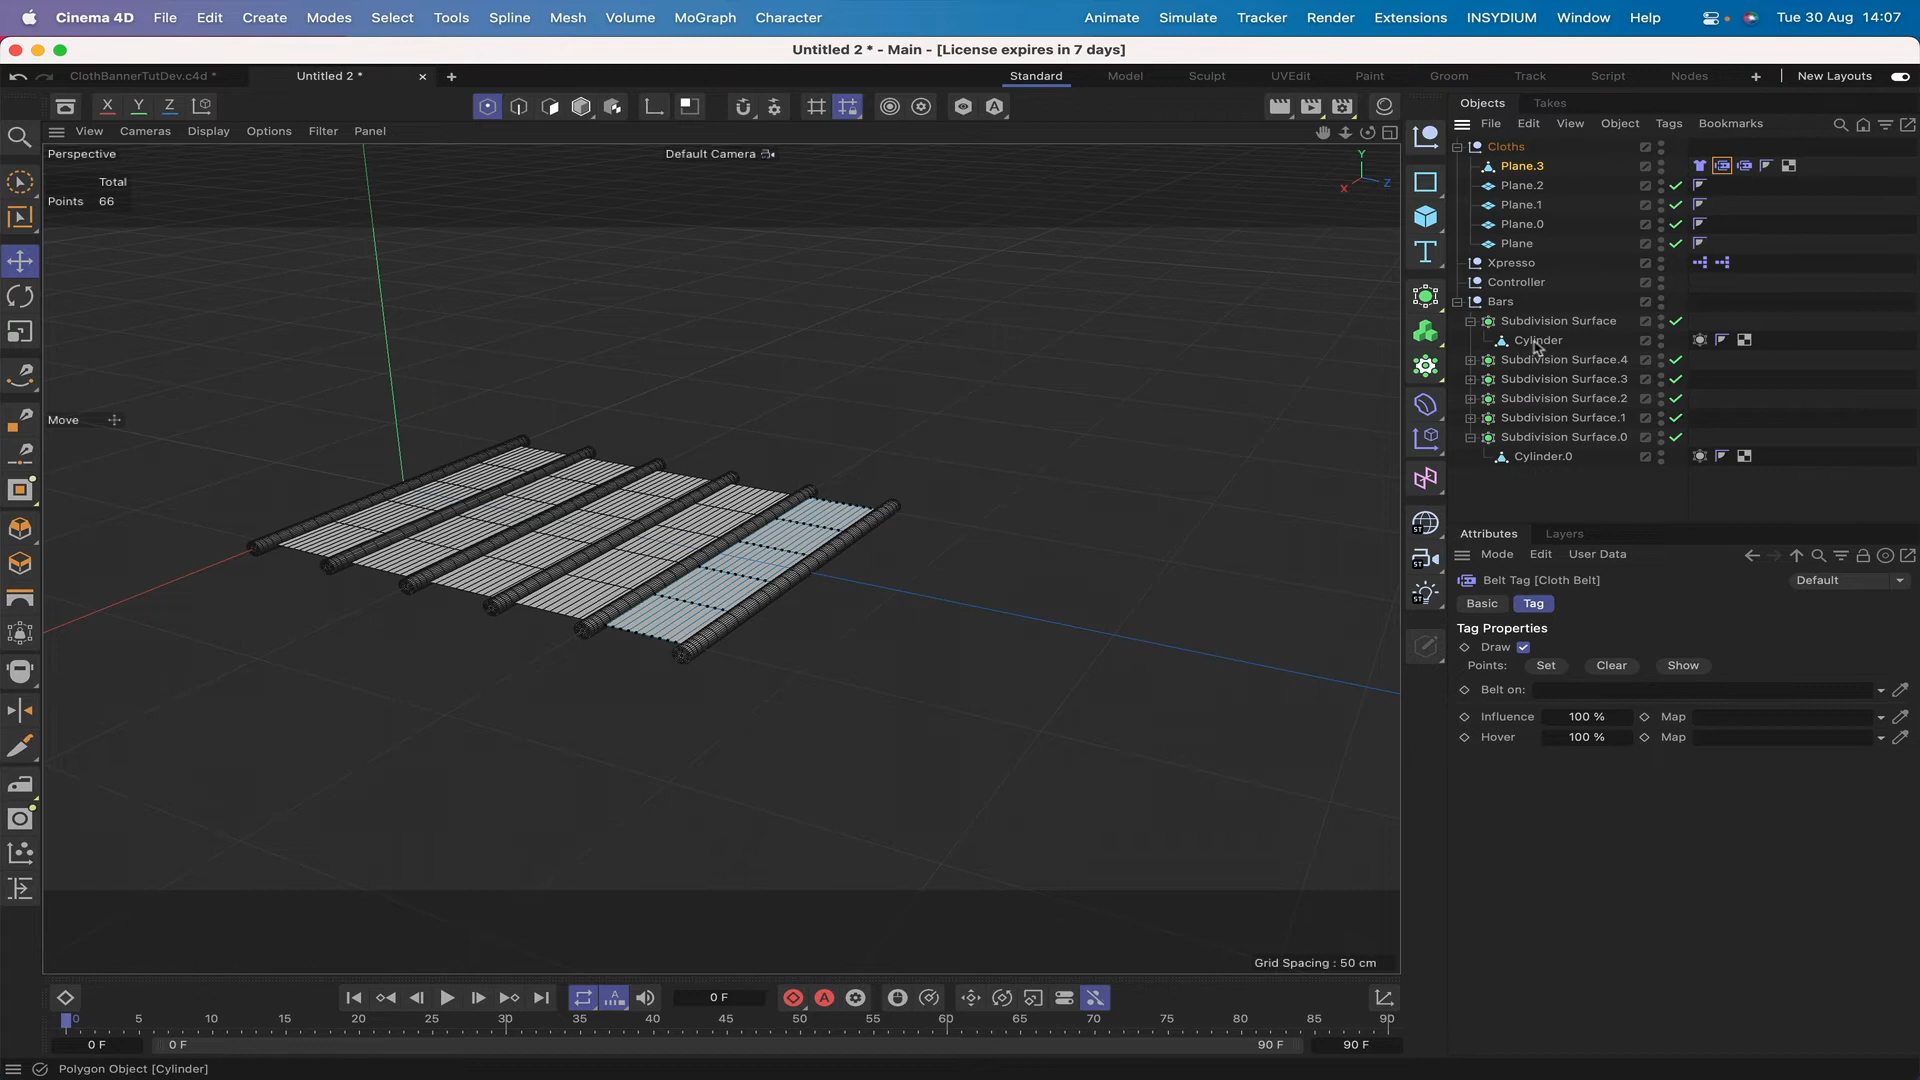 Cinema 4D File Edit Create Modes Select Tools Spline Mesh Volume MoGraph Character Animate Simulate Tracker Render Extensions INSYDIUM Window Help Tue 30 Aug 14:07
Untitled 2 * - Main - [License expires in 7 days]
ClothBannerTutDev.c4d * Untitled 2 * Standard Model Sculpt UVEdit Paint Groom Track Script Nodes New Layouts
X Y Z
Objects Takes
View Cameras Display Options Filter Panel
File Edit View Object Tags Bookmarks
Perspective Default Camera
Total
Points 66
Y
X
Z
Move
Cloths
Plane.3
Plane.2
Plane.1
Plane.0
Plane
Xpresso
Controller
Bars
Subdivision Surface
Cylinder
Subdivision Surface.4
Subdivision Surface.3
Subdivision Surface.2
Subdivision Surface.1
Subdivision Surface.0
Cylinder.0
Attributes Layers
Mode Edit User Data
Belt Tag [Cloth Belt] Default
Basic Tag
Tag Properties
Draw
Points: Set Clear Show
Belt on:
Influence 100 % Map
Hover 100 % Map
Grid Spacing : 50 cm
0 F
0 5 10 15 20 25 30 35 40 45 50 55 60 65 70 75 80 85 90
0 F 0 F 90 F 90 F
Polygon Object [Cylinder]